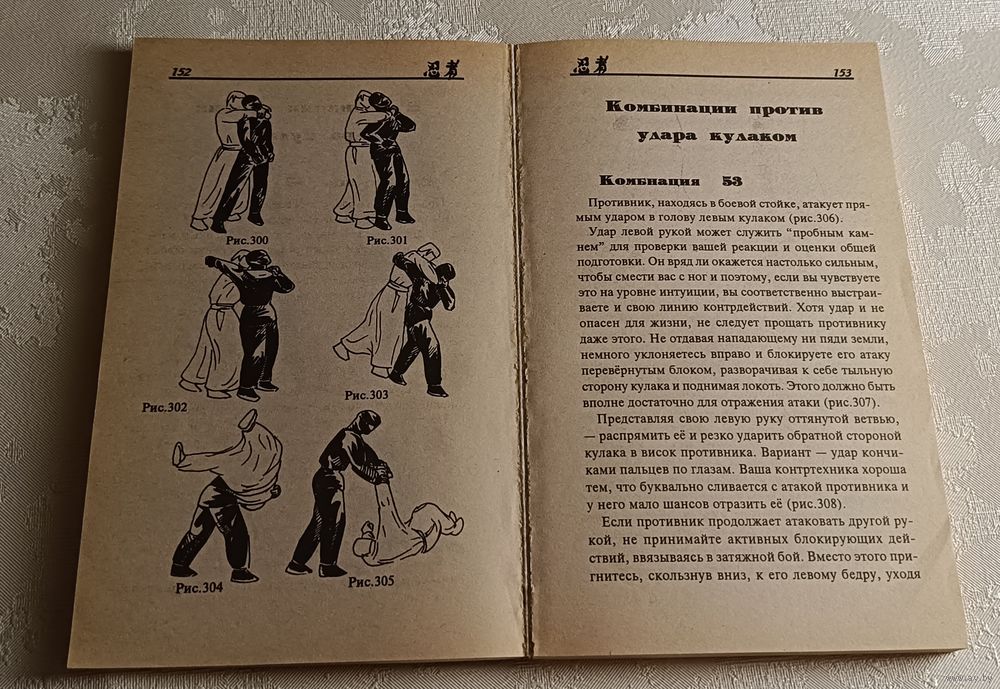 152 忍者
Рис.300
Рис.301
Рис.302
Рис.303
Рис.304
Рис.305
忍者 153
Комбинации против
удара кулаком
Комбнация 53
Противник, находясь в боевой стойке, атакует пря-
мым ударом в голову левым кулаком (рис.306).
Удар левой рукой может служить “пробным кам-
нем” для проверки вашей реакции и оценки общей
подготовки. Он вряд ли окажется настолько сильным,
чтобы смести вас с ног и поэтому, если вы чувствуете
это на уровне интуиции, вы соответственно выстраи-
ваете и свою линию контрдействий. Хотя удар и не
опасен для жизни, не следует прощать противнику
даже этого. Не отдавая нападающему ни пяди земли,
немного уклоняетесь вправо и блокируете его атаку
перевёрнутым блоком, разворачивая к себе тыльную
сторону кулака и поднимая локоть. Этого должно быть
вполне достаточно для отражения атаки (рис.307).
Представляя свою левую руку оттянутой ветвью,
— распрямить её и резко ударить обратной стороной
кулака в висок противника. Вариант — удар кончи-
ками пальцев по глазам. Ваша контртехника хороша
тем, что буквально сливается с атакой противника и
у него мало шансов отразить её (рис.308).
Если противник продолжает атаковать другой ру-
кой, не принимайте активных блокирующих дей-
ствий, ввязываясь в затяжной бой. Вместо этого при-
гнитесь, скользнув вниз, к его левому бедру, уходя
www.ay.by